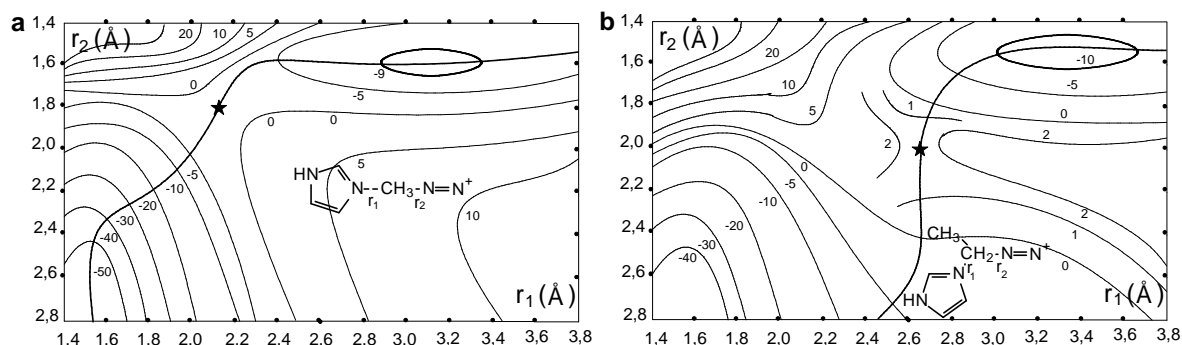 a
r2 (Å)
1,4
1,6
1,8
2,0
2,2
2,4
2,6
2,8
20
10
5
0
-9
-5
0
0
5
10
-5
-10
-20
-30
-40
-50
HN
N
r1
CH3
r2
N=N+
r1 (Å)
1,4 1,6 1,8 2,0 2,2 2,4 2,6 2,8 3,0 3,2 3,4 3,6 3,8
b
r2 (Å)
1,4
1,6
1,8
2,0
2,2
2,4
2,6
2,8
20
10
5
1
2
-10
-5
0
2
0
-5
-10
-20
-30
-40
2
1
0
CH3
CH2-N=N+
r1
r2
N
HN
r1 (Å)
1,4 1,6 1,8 2,0 2,2 2,4 2,6 2,8 3,0 3,2 3,4 3,6 3,8